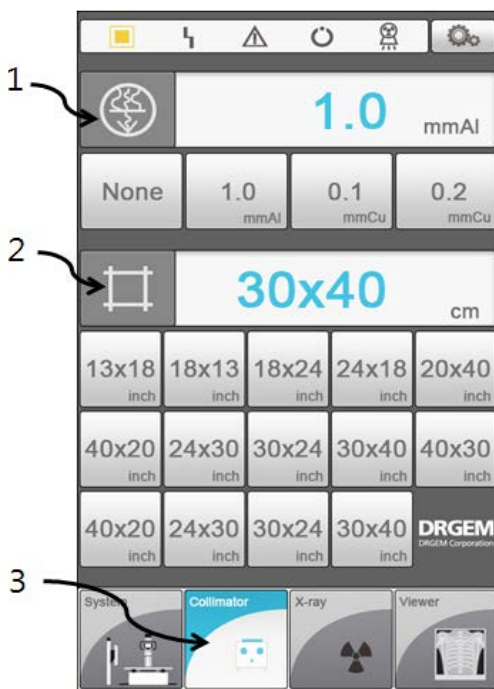 1
1.0 mmAl
None 1.0 mmAl 0.1 mmCu 0.2 mmCu
2
30x40 cm
13x18 inch 18x13 inch 18x24 inch 24x18 inch 20x40 inch
40x20 inch 24x30 inch 30x24 inch 30x40 inch 40x30 inch
40x20 inch 24x30 inch 30x24 inch 30x40 inch DRGEM
DRGEM Corporation
3
System Collimator X-ray Viewer